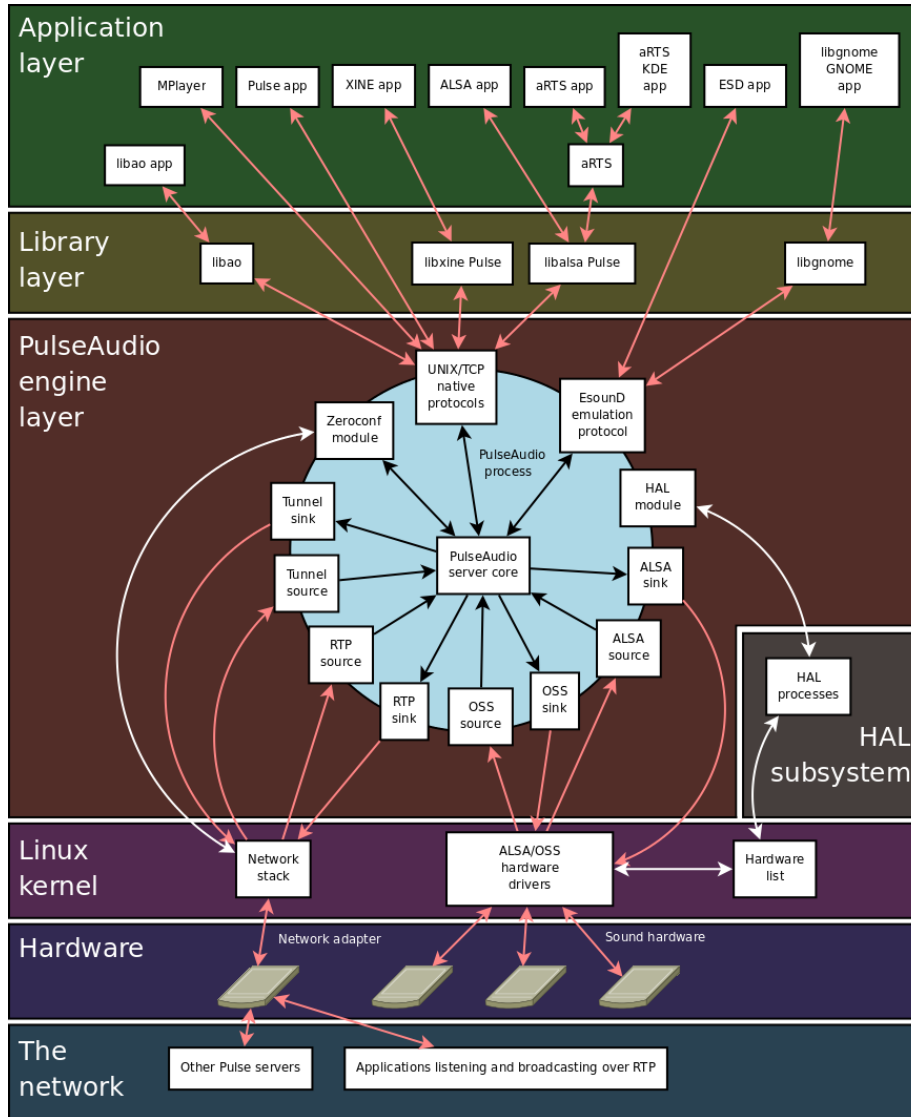 Application
layer
MPlayer
Pulse app
XINE app
ALSA app
aRTS app
aRTS
KDE
app
ESD app
libgnome
GNOME
app
libao app
aRTS
Library
layer
libao
libxine Pulse
libalsa Pulse
libgnome
PulseAudio
engine
layer
UNIX/TCP
native
protocols
EsounD
emulation
protocol
Zeroconf
module
PulseAudio
process
HAL
module
Tunnel
sink
PulseAudio
server core
ALSA
sink
Tunnel
source
RTP
source
ALSA
source
RTP
sink
OSS
source
OSS
sink
HAL
processes
HAL
subsystem
Linux
kernel
Network
stack
ALSA/OSS
hardware
drivers
Hardware
list
Hardware
Network adapter
Sound hardware
The
network
Other Pulse servers
Applications listening and broadcasting over RTP